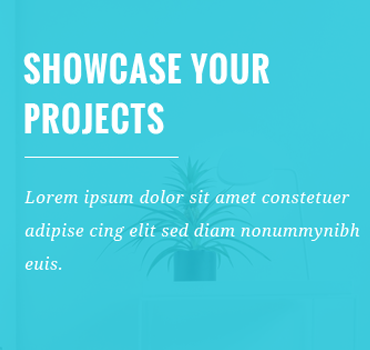 SHOWCASE YOUR
PROJECTS
Lorem ipsum dolor sit amet constetuer
adipise cing elit sed diam nonummynibh
euis.